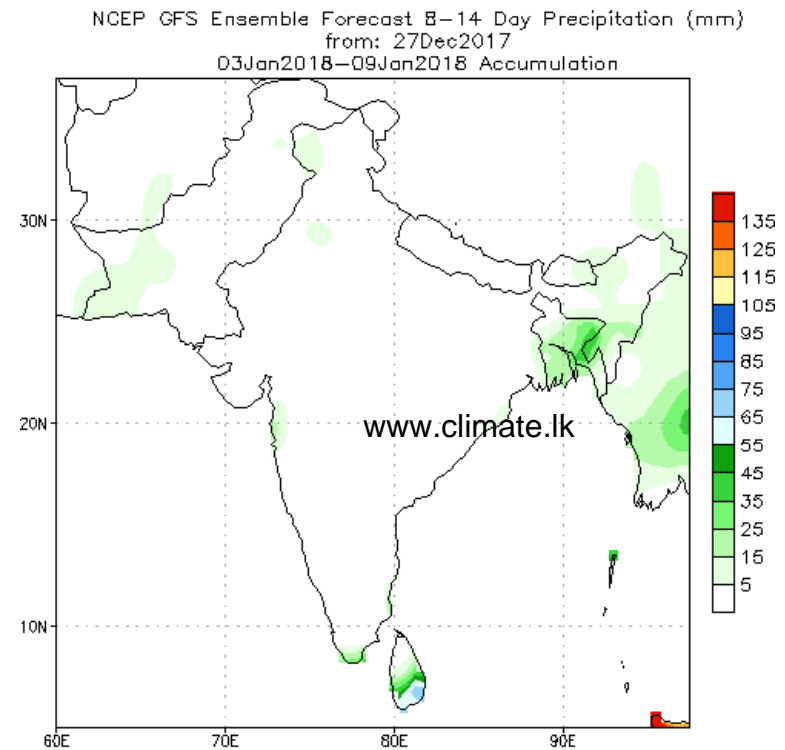 NCEP GFS Ensemble Forecast 8-14 Day Precipitation (mm)
from: 27Dec2017
03Jan2018-09Jan2018 Accumulation
30N
20N
10N
60E 70E 80E 90E
www.climate.lk
135
125
115
105
95
85
75
65
55
45
35
25
15
5